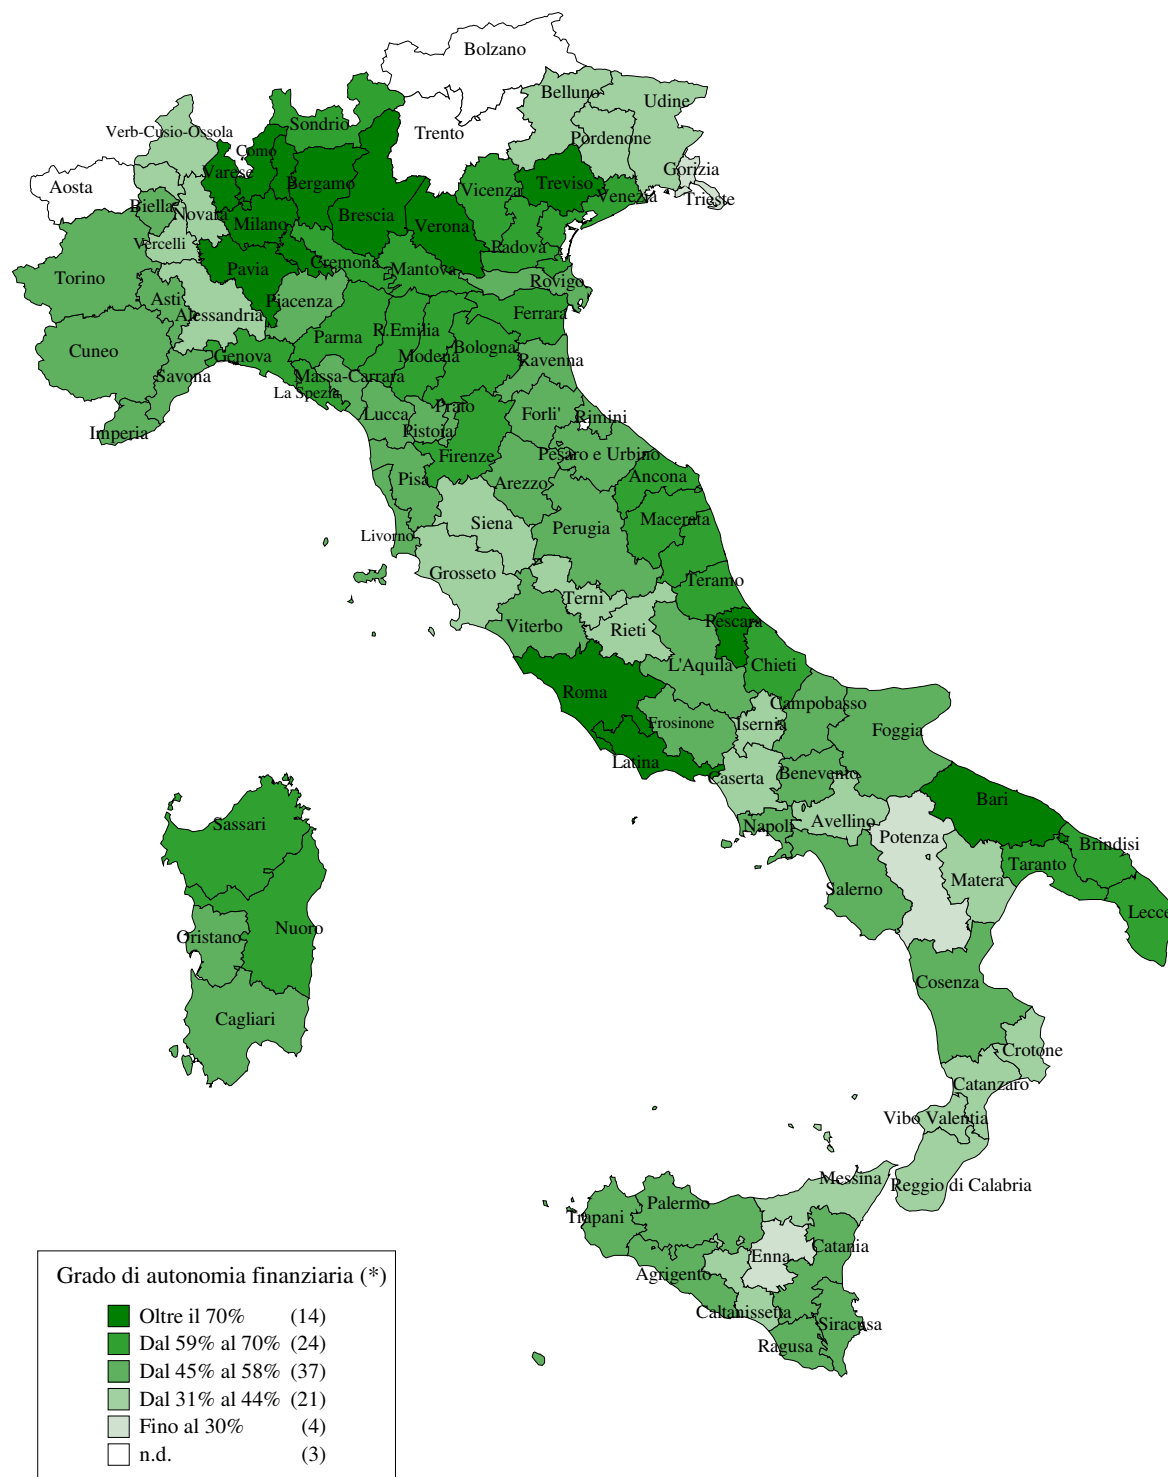 Bolzano
Belluno
Udine
Sondrio
Verb-Cusio-Ossola
Trento
Pordenone
Como
Varese
Gorizia
Aosta
Bergamo
Vicenza
Treviso
Venezia
Trieste
Biella
Novara
Milano
Brescia
Verona
Vercelli
Padova
Pavia
Cremona
Mantova
Torino
Rovigo
Asti
Piacenza
Alessandria
Ferrara
R.Emilia
Parma
Cuneo
Genova
Modena
Bologna
Ravenna
Savona
Massa-Carrara
La Spezia
Prato
Lucca
Forli'
Rimini
Imperia
Pistoia
Firenze
Pesaro e Urbino
Pisa
Arezzo
Ancona
Siena
Macerata
Livorno
Perugia
Grosseto
Teramo
Terni
Viterbo
Rieti
Pescara
L'Aquila
Chieti
Roma
Campobasso
Frosinone
Isernia
Foggia
Latina
Caserta
Benevento
Bari
Sassari
Napoli
Avellino
Potenza
Brindisi
Taranto
Salerno
Matera
Lecce
Nuoro
Oristano
Cosenza
Cagliari
Crotone
Catanzaro
Vibo Valentia
Messina
Reggio di Calabria
Trapani
Palermo
Catania
Enna
Agrigento
Caltanissetta
Siracusa
Ragusa
Grado di autonomia finanziaria (*)
Oltre il 70% (14)
Dal 59% al 70% (24)
Dal 45% al 58% (37)
Dal 31% al 44% (21)
Fino al 30% (4)
n.d. (3)